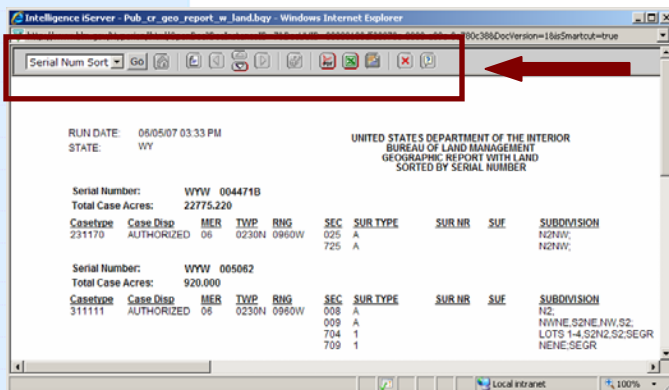 Intelligence iServer - Pub_cr_geo_report_w_land.bqy - Windows Internet Explorer
380c38&DocVersion=1&isSmartcut=true
Serial Num Sort Go
RUN DATE: 06/05/07 03:33 PM
STATE: WY
UNITED STATES DEPARTMENT OF THE INTERIOR
BUREAU OF LAND MANAGEMENT
GEOGRAPHIC REPORT WITH LAND
SORTED BY SERIAL NUMBER
Serial Number: WYW 004471B
Total Case Acres: 22775.220
Casetype Case Disp MER TWP RNG SEC SUR TYPE SUR NR SUF SUBDIVISION
231170 AUTHORIZED 06 0230N 0960W 025 A N2NW;
725 A N2NW;
Serial Number: WYW 005062
Total Case Acres: 920.000
Casetype Case Disp MER TWP RNG SEC SUR TYPE SUR NR SUF SUBDIVISION
311111 AUTHORIZED 06 0230N 0960W 008 A N2;
009 A NWNE,S2NE,NW,S2;
704 1 LOTS 1-4,S2N2,S2;SEGR
709 1 NENE;SEGR
Local intranet 100%